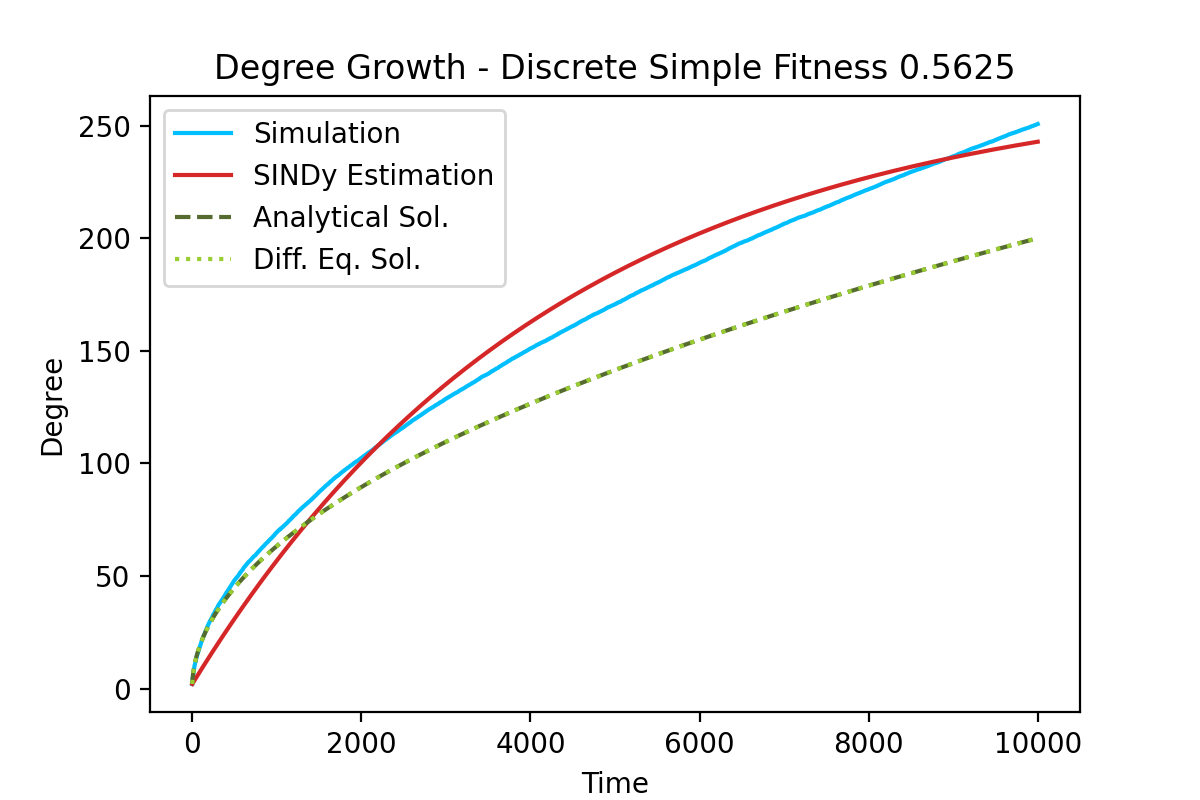 Degree Growth - Discrete Simple Fitness 0.5625
Simulation
SINDy Estimation
Analytical Sol.
Diff. Eq. Sol.
Degree
250
200
150
100
50
0
0 2000 4000 6000 8000 10000
Time